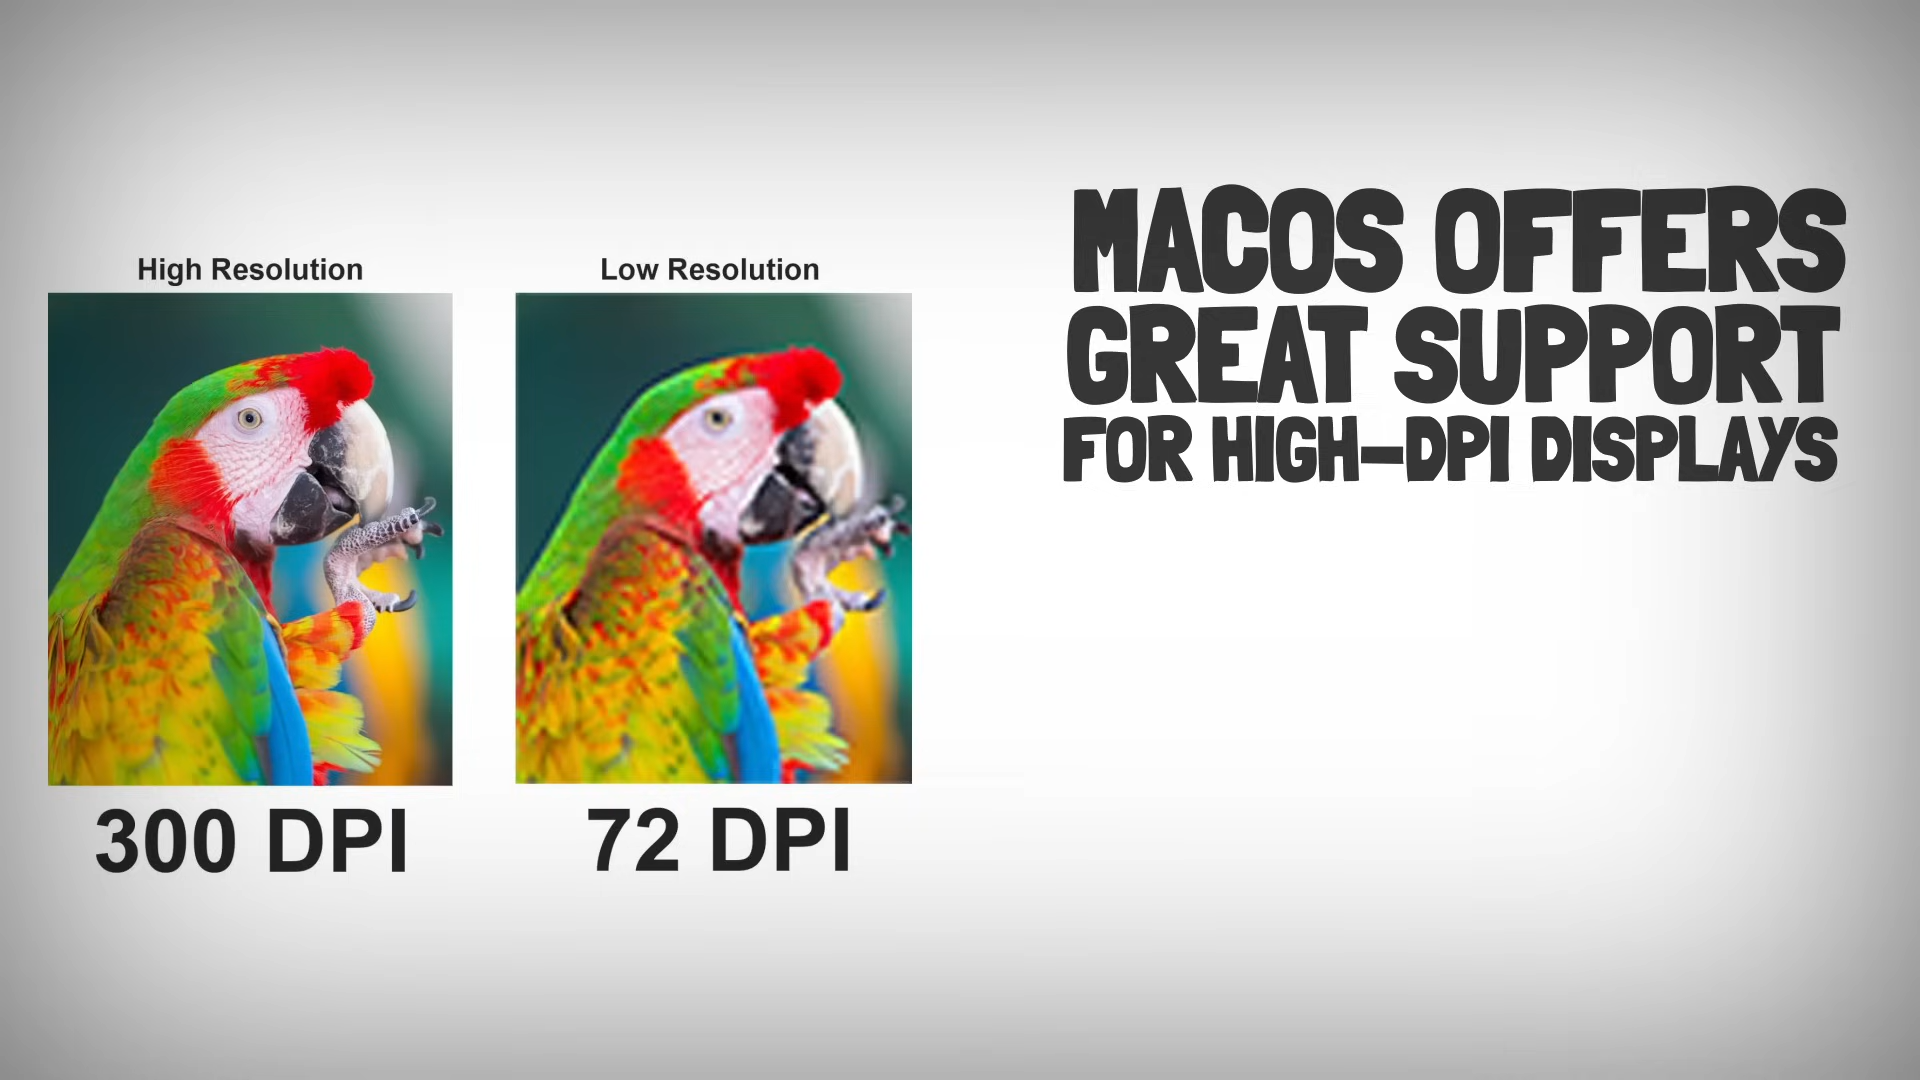 High Resolution
Low Resolution
300 DPI
72 DPI
MACOS OFFERS
GREAT SUPPORT
FOR HIGH-DPI DISPLAYS